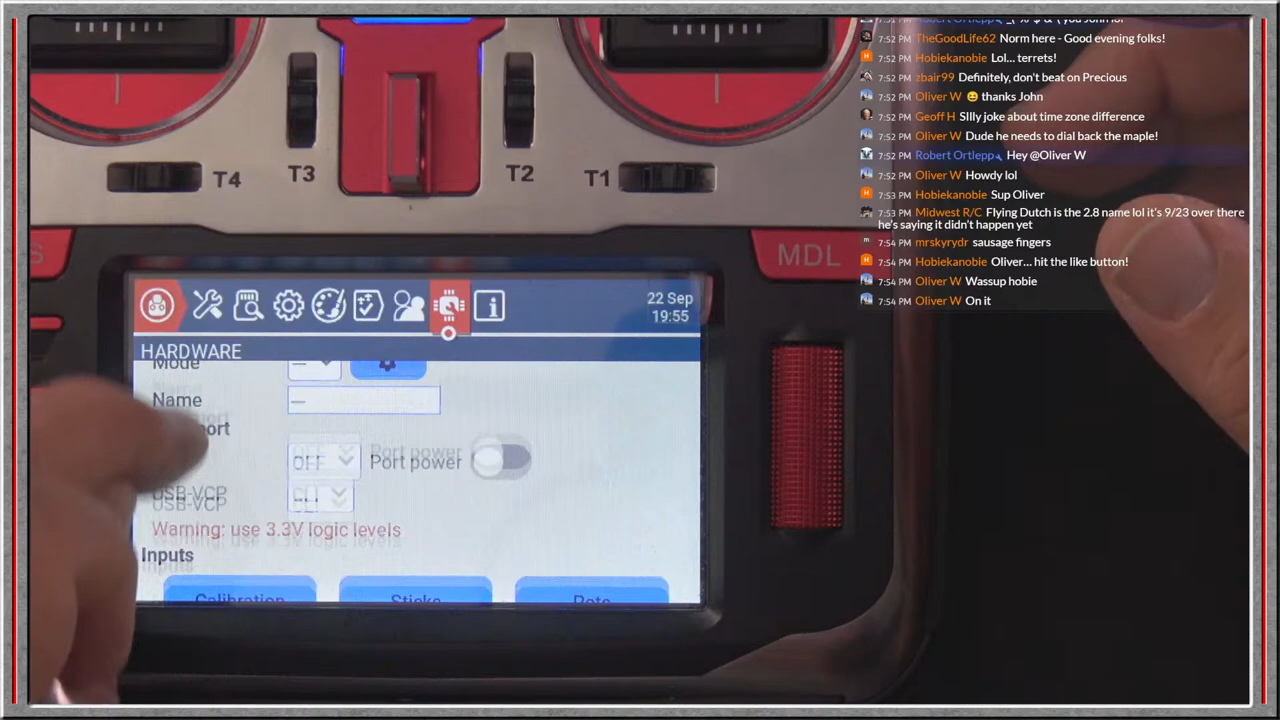 7:52 PM TheGoodLife62 Norm here - Good evening folks!
7:52 PM Hobiekanobie Lol... terrets!
7:52 PM zbair99 Definitely, don't beat on Precious
7:52 PM Oliver W 😆 thanks John
7:52 PM Geoff H SIlly joke about time zone difference
7:52 PM Oliver W Dude he needs to dial back the maple!
7:52 PM Robert Ortlepp Hey @Oliver W
7:52 PM Oliver W Howdy lol
7:53 PM Hobiekanobie Sup Oliver
7:53 PM Midwest R/C Flying Dutch is the 2.8 name lol it's 9/23 over there
he's saying it didn't happen yet
7:54 PM mrskyrydr sausage fingers
7:54 PM Hobiekanobie Oliver... hit the like button!
7:54 PM Oliver W Wassup hobie
7:54 PM Oliver W On it
T4 T3 T2 T1
MDL
22 Sep
19:55
HARDWARE
Mode
Name
OFF Port power
USB-VCP
Warning: use 3.3V logic levels
Inputs
Calibration Sticks Pots